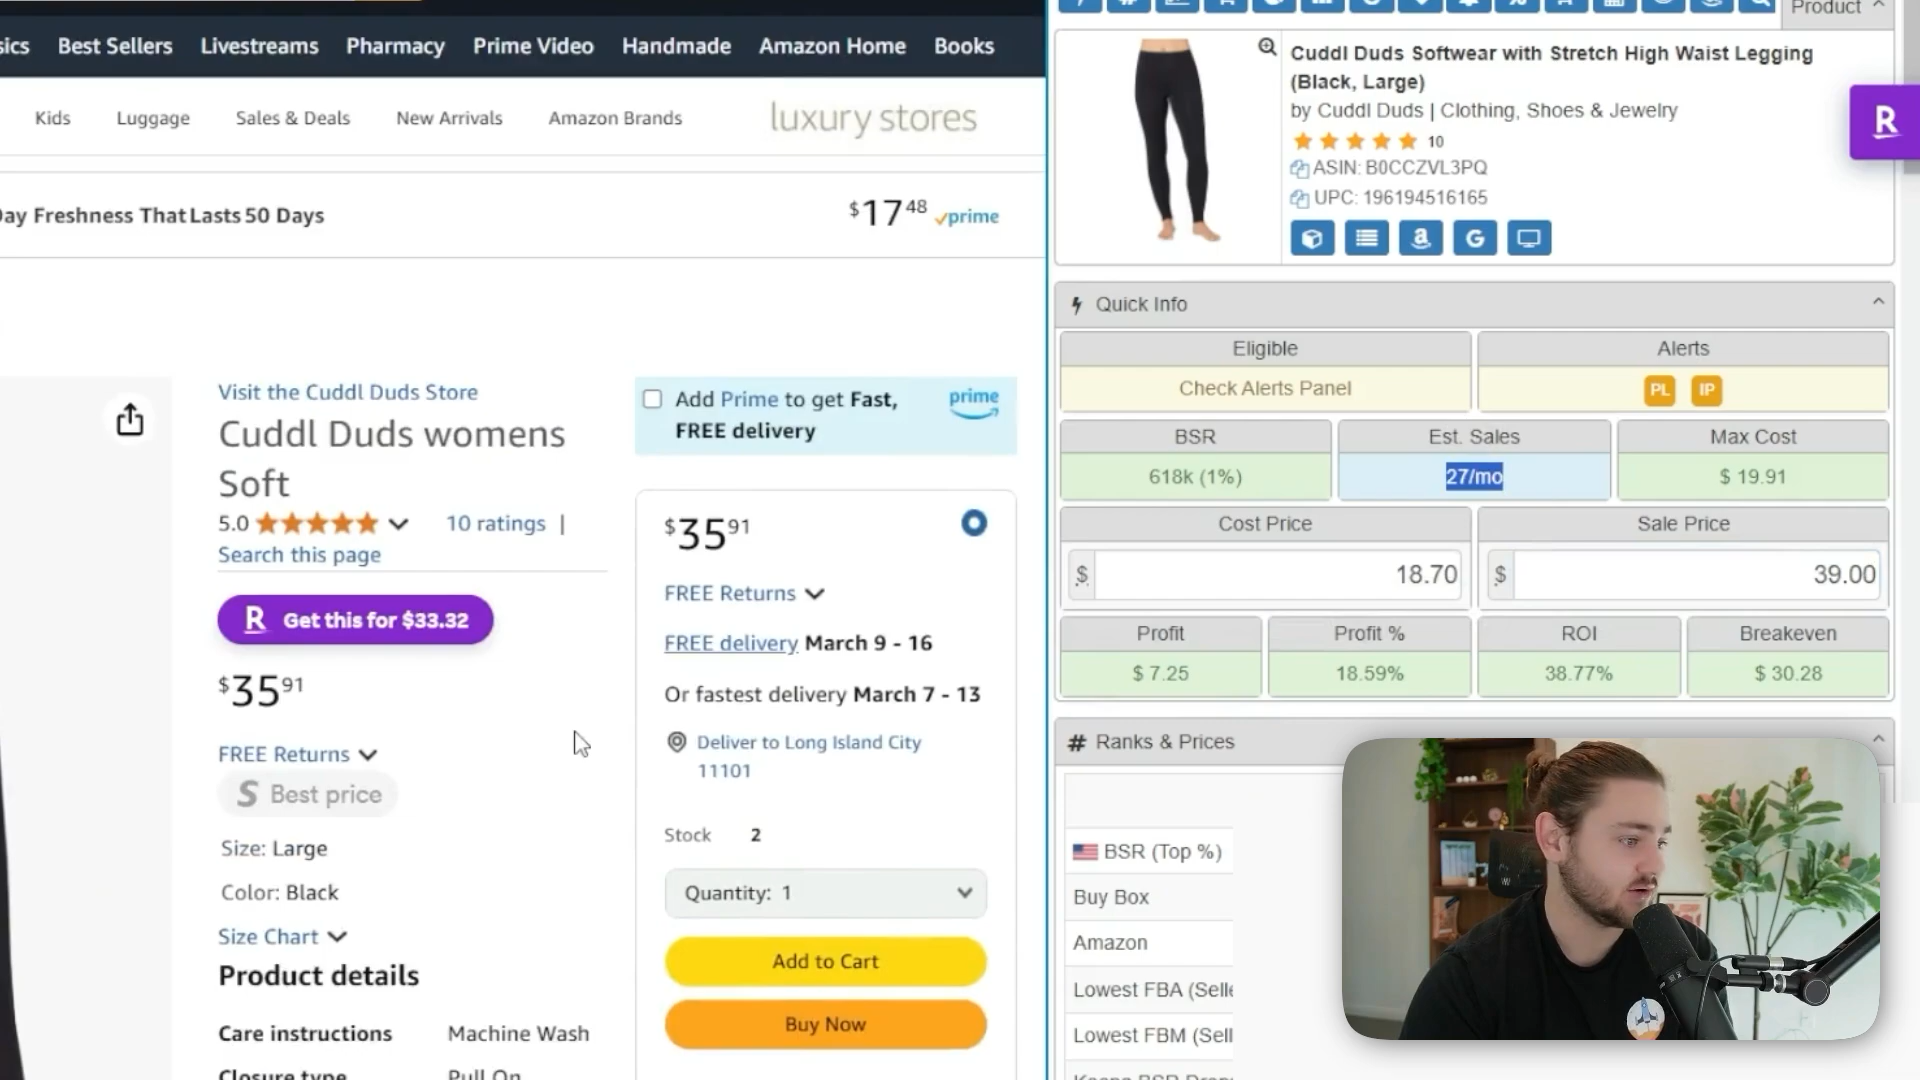 sics Best Sellers Livestreams Pharmacy Prime Video Handmade Amazon Home Books
Kids Luggage Sales & Deals New Arrivals Amazon Brands luxury stores
Day Freshness That Lasts 50 Days
$17 48 prime
Visit the Cuddl Duds Store
Cuddl Duds womens
Soft
5.0 10 ratings |
Search this page
R Get this for $33.32
$35 91
FREE Returns
S Best price
Size: Large
Color: Black
Size Chart
Product details
Care instructions Machine Wash
Closure type Pull On
Add Prime to get Fast,
FREE delivery
prime
$35 91
FREE Returns
FREE delivery March 9 - 16
Or fastest delivery March 7 - 13
Deliver to Long Island City
11101
Stock 2
Quantity: 1
Add to Cart
Buy Now
Product
Cuddl Duds Softwear with Stretch High Waist Legging
(Black, Large)
by Cuddl Duds | Clothing, Shoes & Jewelry
10
ASIN: B0CCZVL3PQ
UPC: 196194516165
a G
R
Quick Info
Eligible Alerts
Check Alerts Panel PL IP
BSR Est. Sales Max Cost
618k (1%) 27/mo $ 19.91
Cost Price Sale Price
$ 18.70 $ 39.00
Profit Profit % ROI Breakeven
$ 7.25 18.59% 38.77% $ 30.28
# Ranks & Prices
BSR (Top %)
Buy Box
Amazon
Lowest FBA (Selle
Lowest FBM (Sell